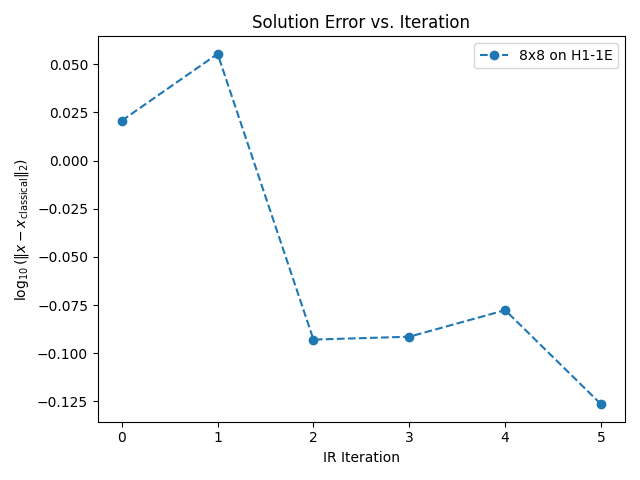 Solution Error vs. Iteration
8x8 on H1-1E
log₁₀(‖x − x_classical‖₂)
0.050
0.025
0.000
−0.025
−0.050
−0.075
−0.100
−0.125
0 1 2 3 4 5
IR Iteration